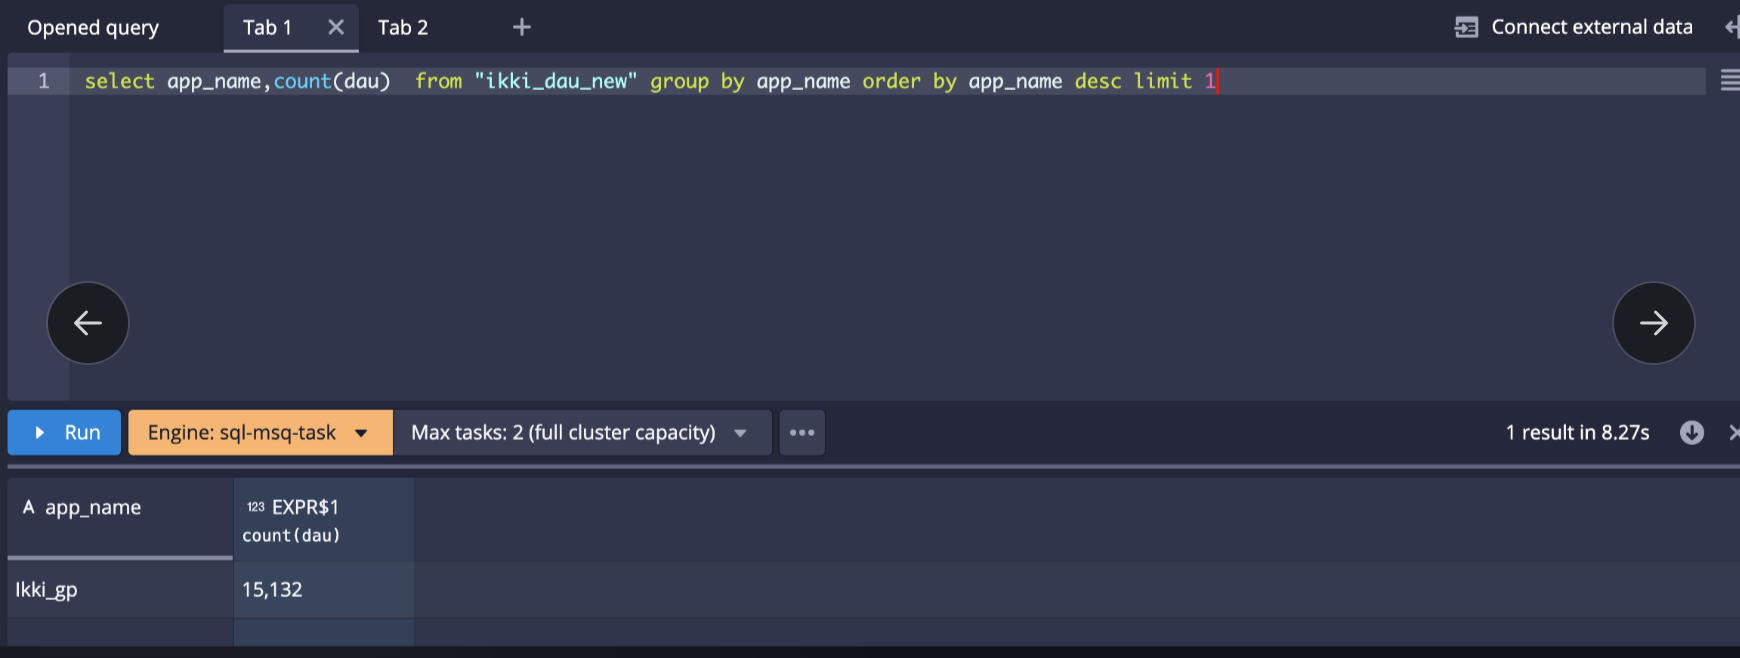 Opened query Tab 1 Tab 2 Connect external data
1 select app_name,count(dau)  from "ikki_dau_new" group by app_name order by app_name desc limit 1
Run Engine: sql-msq-task Max tasks: 2 (full cluster capacity) 1 result in 8.27s
A app_name 123 EXPR$1
count(dau)
Ikki_gp 15,132